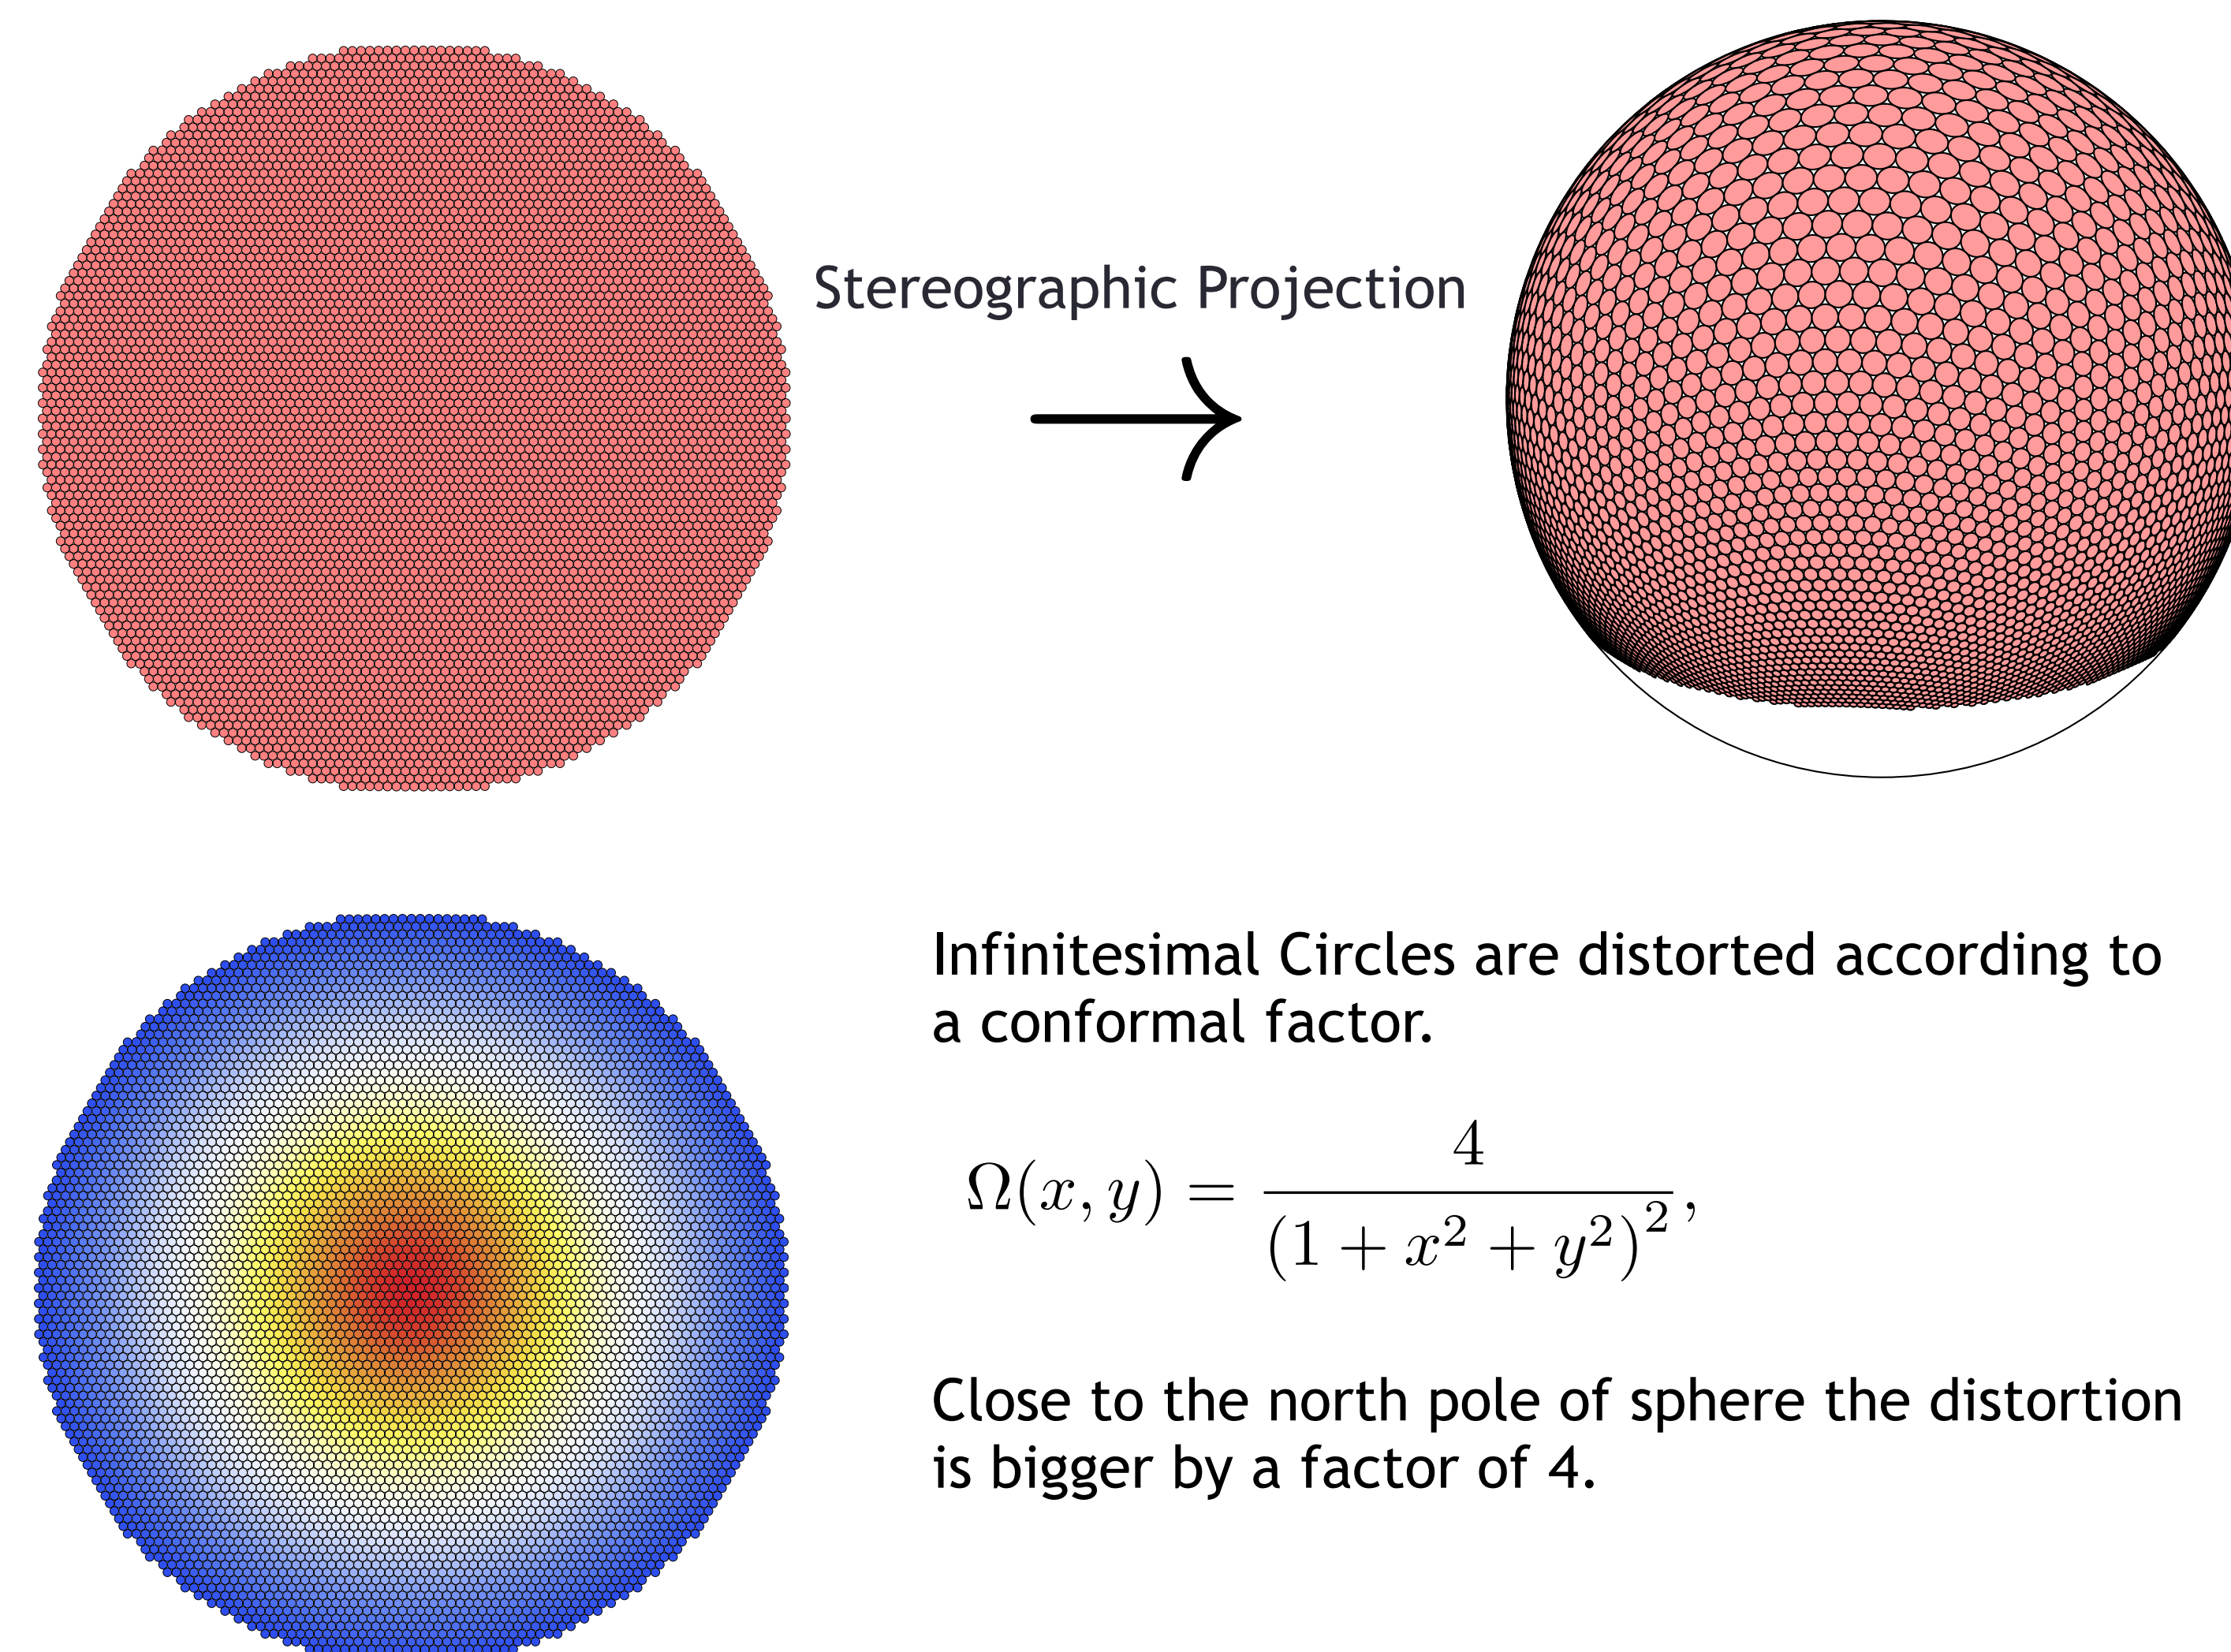 Stereographic Projection
Infinitesimal Circles are distorted according to
a conformal factor.
Ω(x, y) = 4 / (1 + x² + y²)²,
Close to the north pole of sphere the distortion
is bigger by a factor of 4.